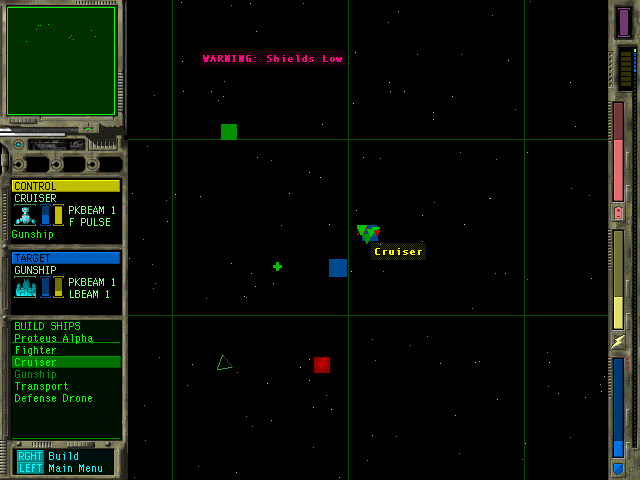 WARNING: Shields Low
CONTROL
CRUISER
PKBEAM 1
F PULSE
Gunship
Cruiser
TARGET
GUNSHIP
PKBEAM 1
LBEAM 1
BUILD SHIPS
Proteus Alpha
Fighter
Cruiser
Gunship
Transport
Defense Drone
RGHT Build
LEFT Main Menu